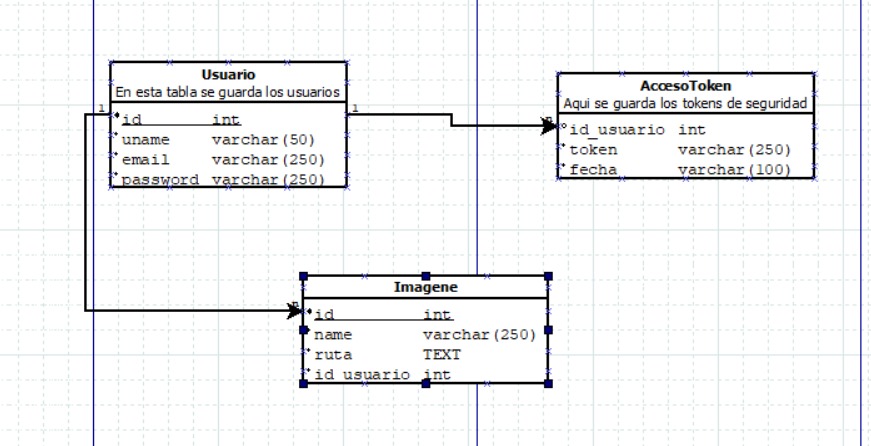 Usuario
En esta tabla se guarda los usuarios
1
1
id int
uname varchar(50)
email varchar(250)
password varchar(250)
AccesoToken
Aqui se guarda los tokens de seguridad
n
id_usuario int
token varchar(250)
fecha varchar(100)
Imagene
n
id int
name varchar(250)
ruta TEXT
id_usuario int